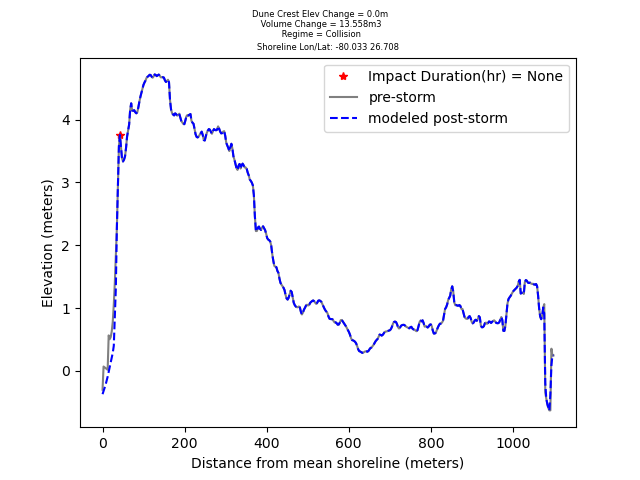 Dune Crest Elev Change = 0.0m
Volume Change = 13.558m3
Regime = Collision
Shoreline Lon/Lat: -80.033 26.708
Impact Duration(hr) = None
pre-storm
modeled post-storm
Elevation (meters)
4
3
2
1
0
0 200 400 600 800 1000
Distance from mean shoreline (meters)